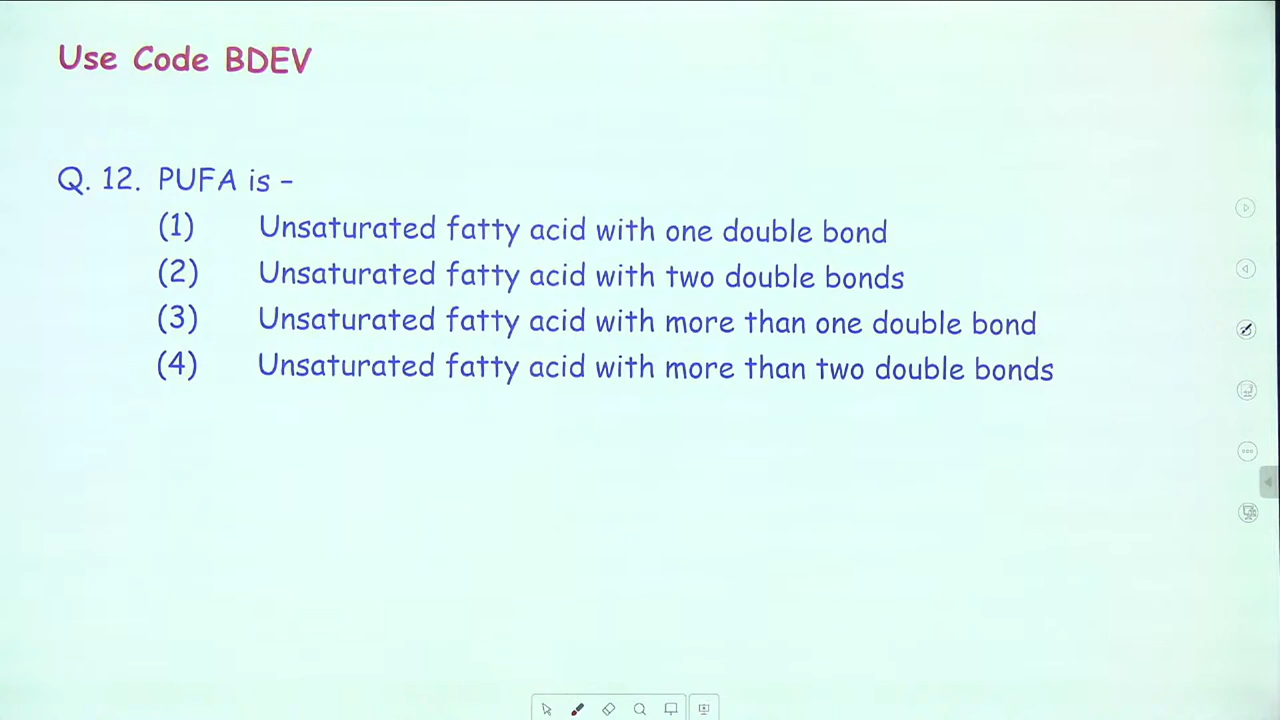 Use Code BDEV
Q. 12. PUFA is -
(1) Unsaturated fatty acid with one double bond
(2) Unsaturated fatty acid with two double bonds
(3) Unsaturated fatty acid with more than one double bond
(4) Unsaturated fatty acid with more than two double bonds